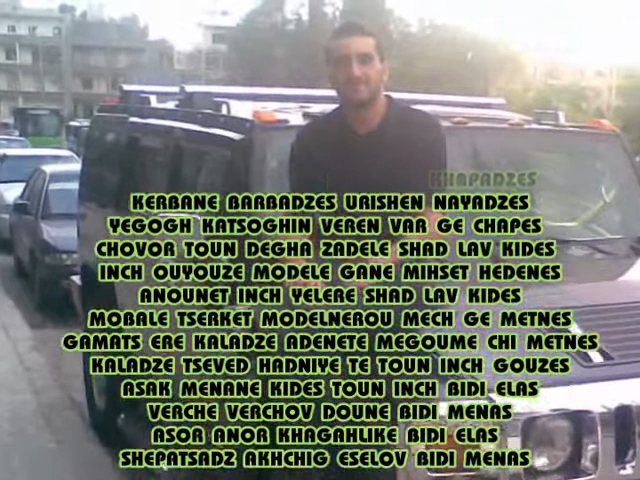 KHAPADZES
KERBANE BARBADZES URISHEN NAYADZES
YEGOGH KATSOGHIN VEREN VAR GE CHAPES
CHOVOR TOUN DEGHA ZADELE SHAD LAV KIDES
INCH OUYOUZE MODELE GANE MIHSET HEDENES
ANOUNET INCH YELERE SHAD LAV KIDES
MOBALE TSERKET MODELNEROU MECH GE METNES
GAMATS ERE KALADZE ADENETE MEGOUME CHI METNES
KALADZE TSEVED HADNIYE TE TOUN INCH GOUZES
ASAK MENANE KIDES TOUN INCH BIDI ELAS
VERCHE VERCHOV DOUNE BIDI MENAS
ASOR ANOR KHAGAHLIKE BIDI ELAS
SHEPATSADZ AKHCHIG ESELOV BIDI MENAS